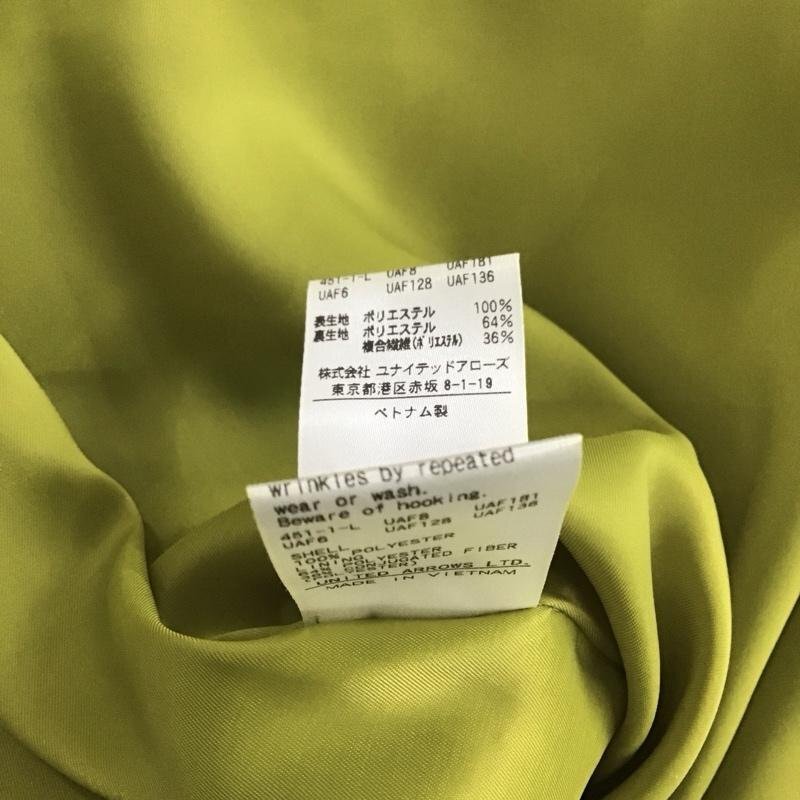 451-1-L UAF8 UAF181
UAF6 UAF128 UAF136
表生地 ポリエステル 100%
裏生地 ポリエステル 64%
複合繊維(ポリエステル) 36%
株式会社 ユナイテッドアローズ
東京都港区赤坂 8-1-19
ベトナム製
wrinkles by repeated
wear or wash.
Beware of hooking.
451-1-L UAF8 UAF181
UAF6 UAF128 UAF136
SHELL POLYESTER
100%
LINING POLYESTER
FIBER
UNITED ARROWS LTD.
MADE IN VIETNAM